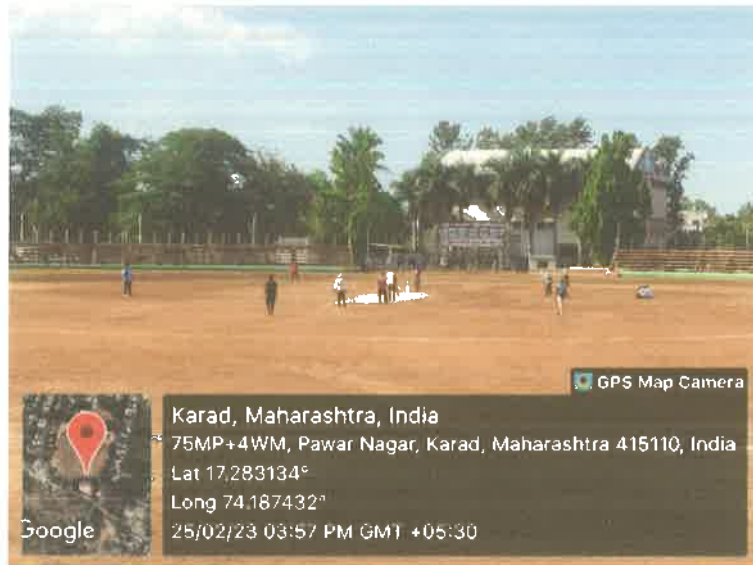 GPS Map Camera
Karad, Maharashtra, India
75MP+4WM, Pawar Nagar, Karad, Maharashtra 415110, India
Lat 17.283134°
Long 74.187432°
25/02/23 03:57 PM GMT +05:30
Google